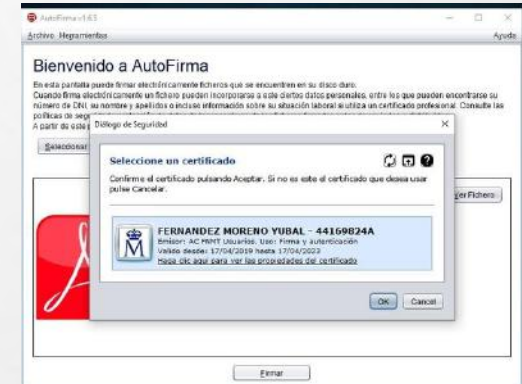 AutoFirma v1.6.5
Archivo Herramientas Ayuda
Bienvenido a AutoFirma
En esta pantalla puede firmar electrónicamente ficheros que se encuentren en su disco duro.
Cuando firma electrónicamente un fichero pueden incorporarse a este ciertos datos personales, entre los que pueden encontrarse su
número de DNI, su nombre y apellidos o incluso información sobre su situación laboral si utiliza un certificado profesional. Consulte las
políticas de
A partir de este
Diálogo de Seguridad
Seleccionar
Seleccione un certificado
Confirme el certificado pulsando Aceptar. Si no es este el certificado que desea usar
pulse Cancelar.
Ver Fichero
FERNANDEZ MORENO YUBAL - 44169824A
Emisor: AC FNMT Usuarios. Uso: Firma y autenticación
Valido desde: 17/04/2019 hasta 17/04/2023
Haga clic aquí para ver las propiedades del certificado
OK Cancel
Firmar